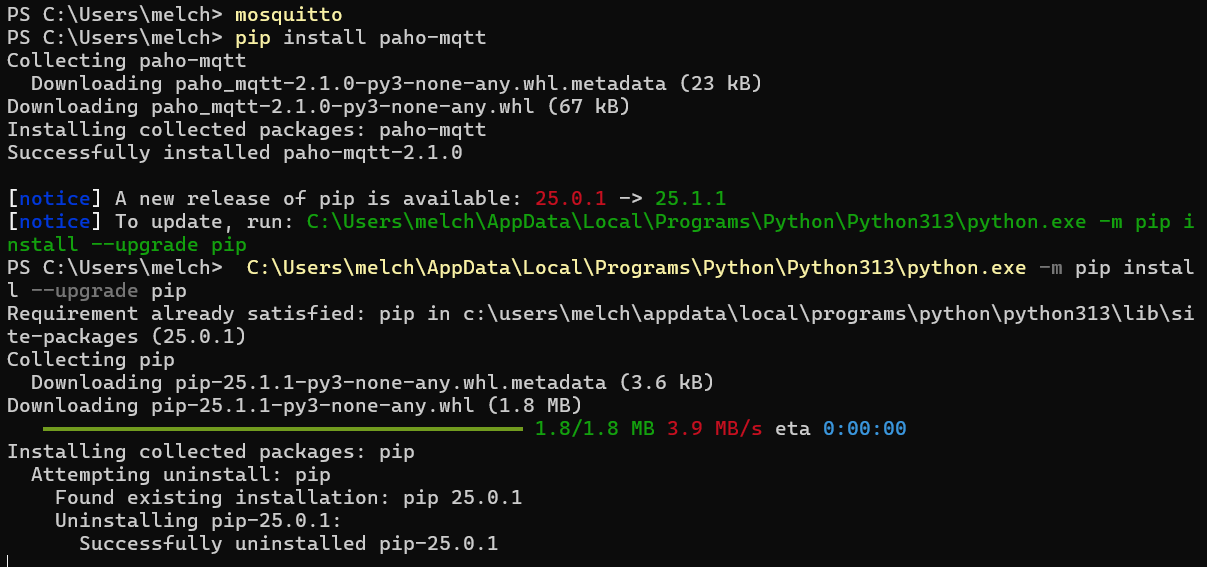 PS C:\Users\melch> mosquitto
PS C:\Users\melch> pip install paho-mqtt
Collecting paho-mqtt
  Downloading paho_mqtt-2.1.0-py3-none-any.whl.metadata (23 kB)
Downloading paho_mqtt-2.1.0-py3-none-any.whl (67 kB)
Installing collected packages: paho-mqtt
Successfully installed paho-mqtt-2.1.0

[notice] A new release of pip is available: 25.0.1 -> 25.1.1
[notice] To update, run: C:\Users\melch\AppData\Local\Programs\Python\Python313\python.exe -m pip i
nstall --upgrade pip
PS C:\Users\melch>  C:\Users\melch\AppData\Local\Programs\Python\Python313\python.exe -m pip instal
l --upgrade pip
Requirement already satisfied: pip in c:\users\melch\appdata\local\programs\python\python313\lib\si
te-packages (25.0.1)
Collecting pip
  Downloading pip-25.1.1-py3-none-any.whl.metadata (3.6 kB)
Downloading pip-25.1.1-py3-none-any.whl (1.8 MB)
   1.8/1.8 MB 3.9 MB/s eta 0:00:00
Installing collected packages: pip
  Attempting uninstall: pip
    Found existing installation: pip 25.0.1
    Uninstalling pip-25.0.1:
      Successfully uninstalled pip-25.0.1